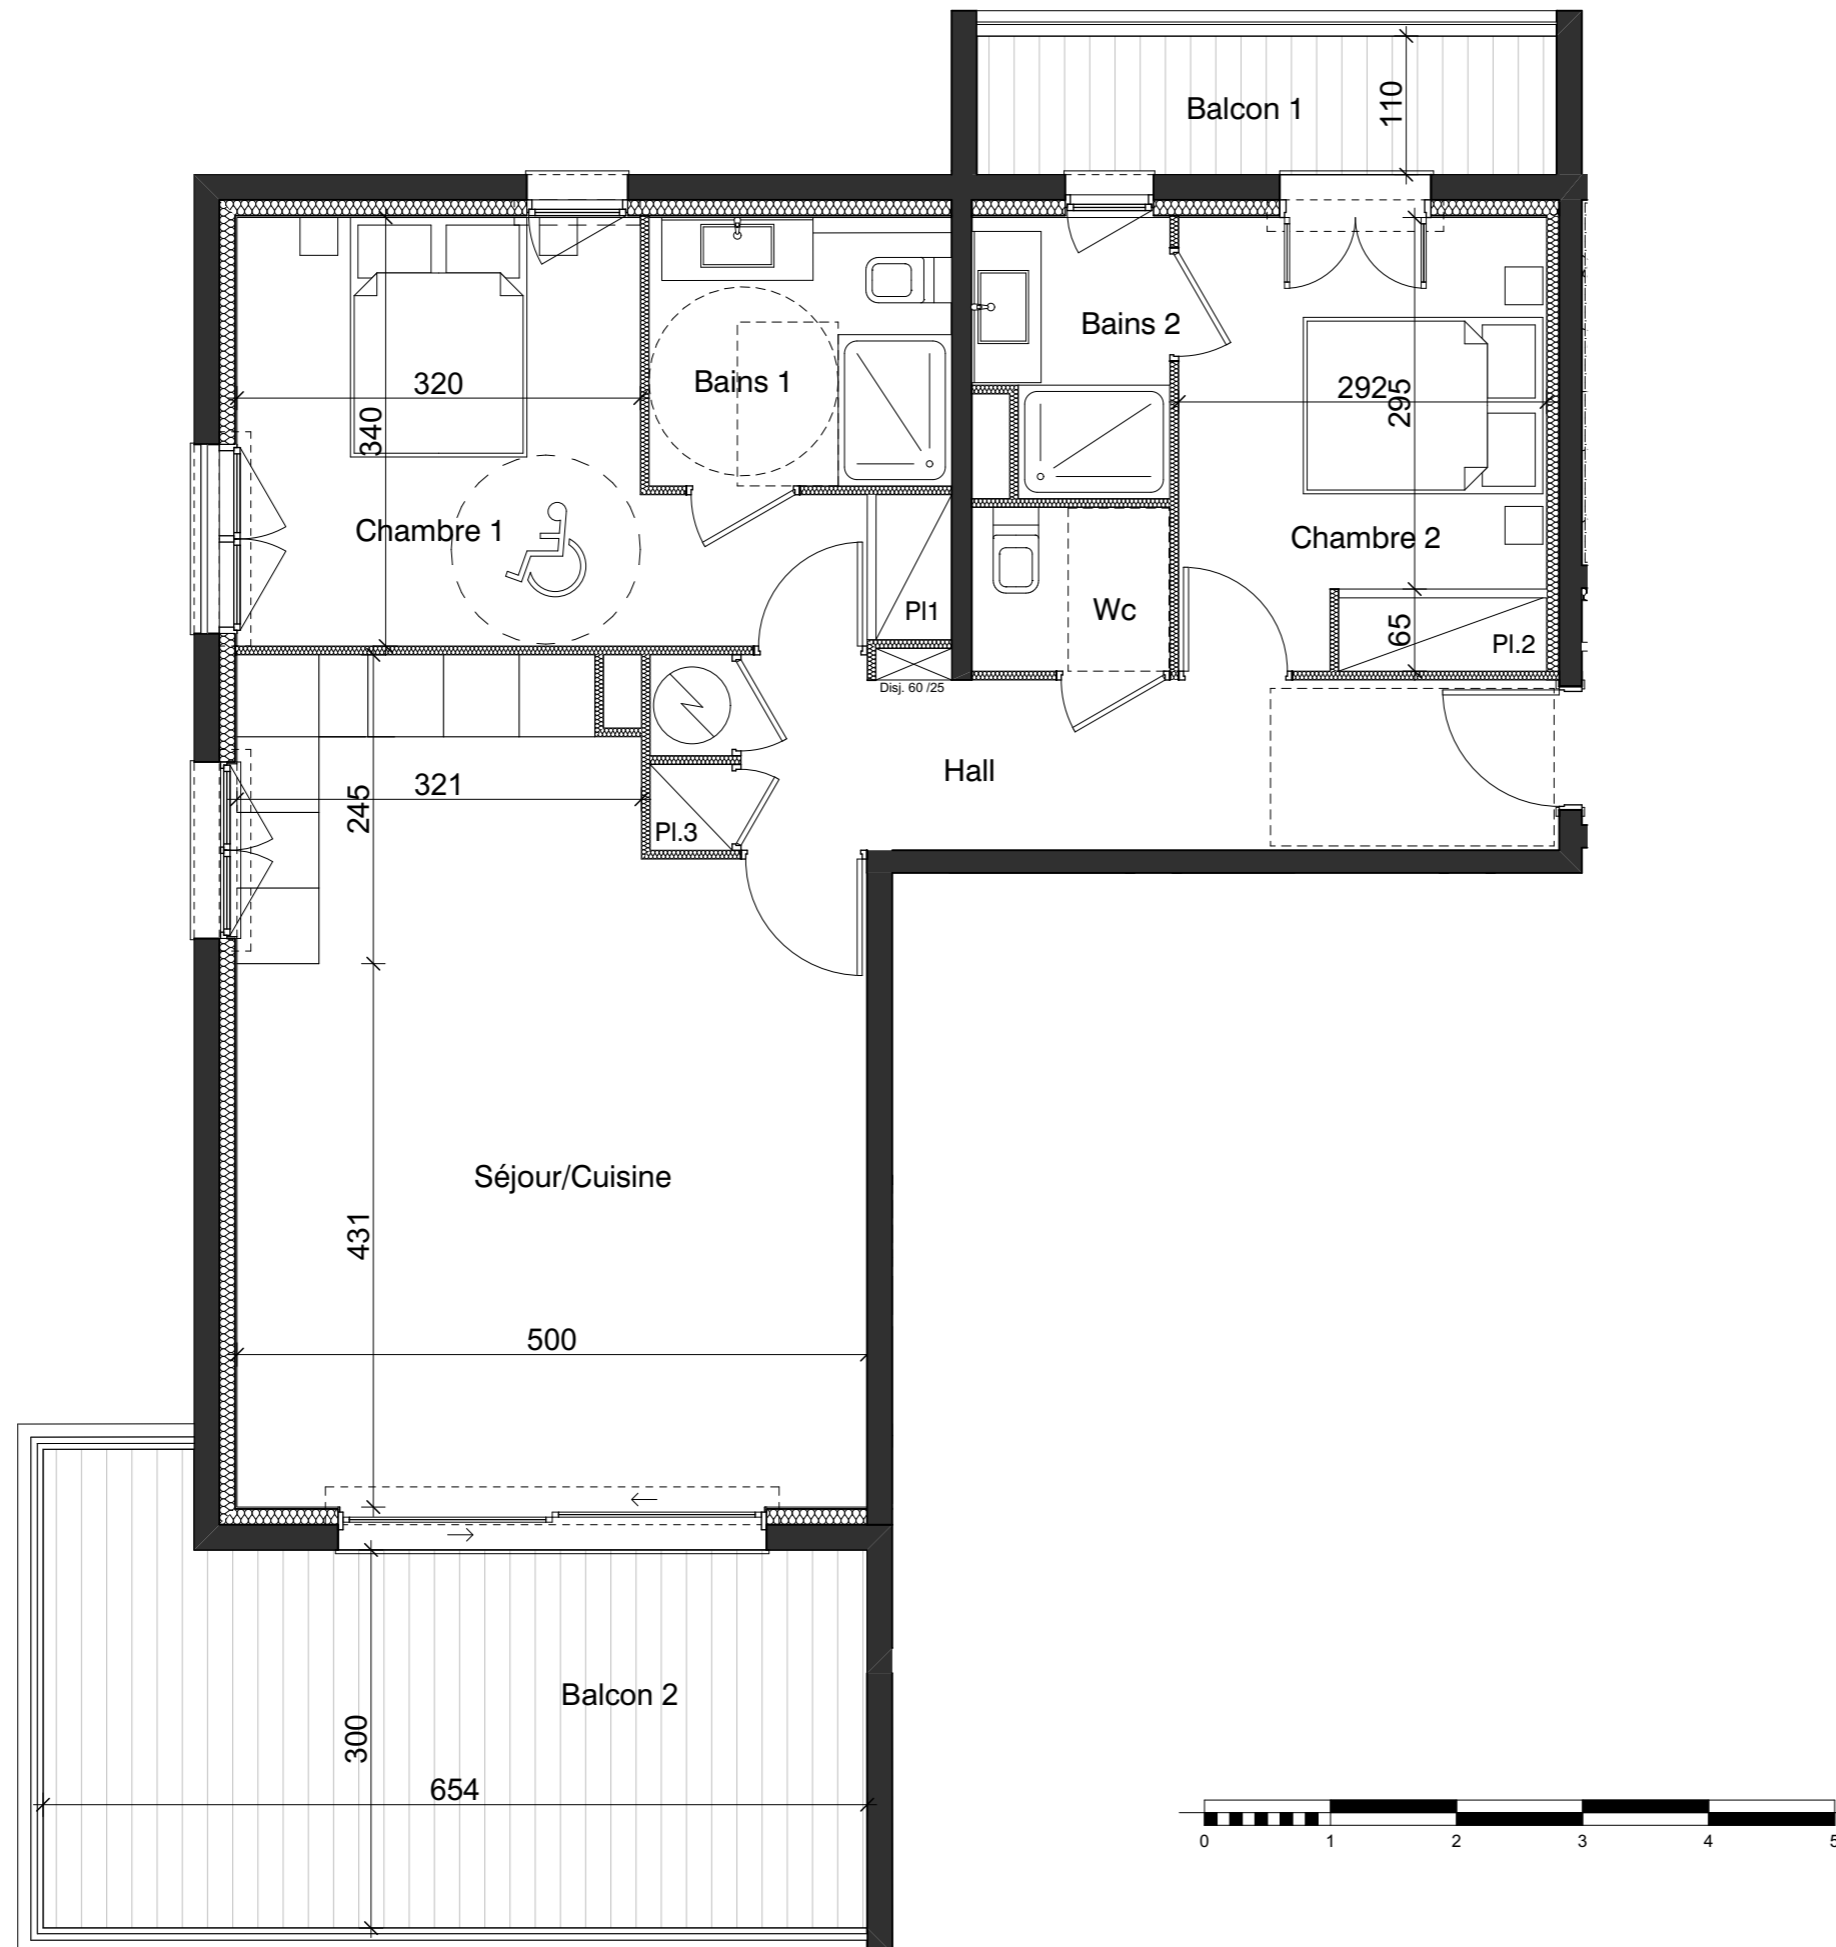 Balcon 1
110
Bains 1
Bains 2
320
340
292
295
Chambre 1
Chambre 2
Pl1
Wc
65
Pl.2
Disj. 60 /25
Hall
321
245
Pl.3
Séjour/Cuisine
431
500
Balcon 2
300
654
0 1 2 3 4 5